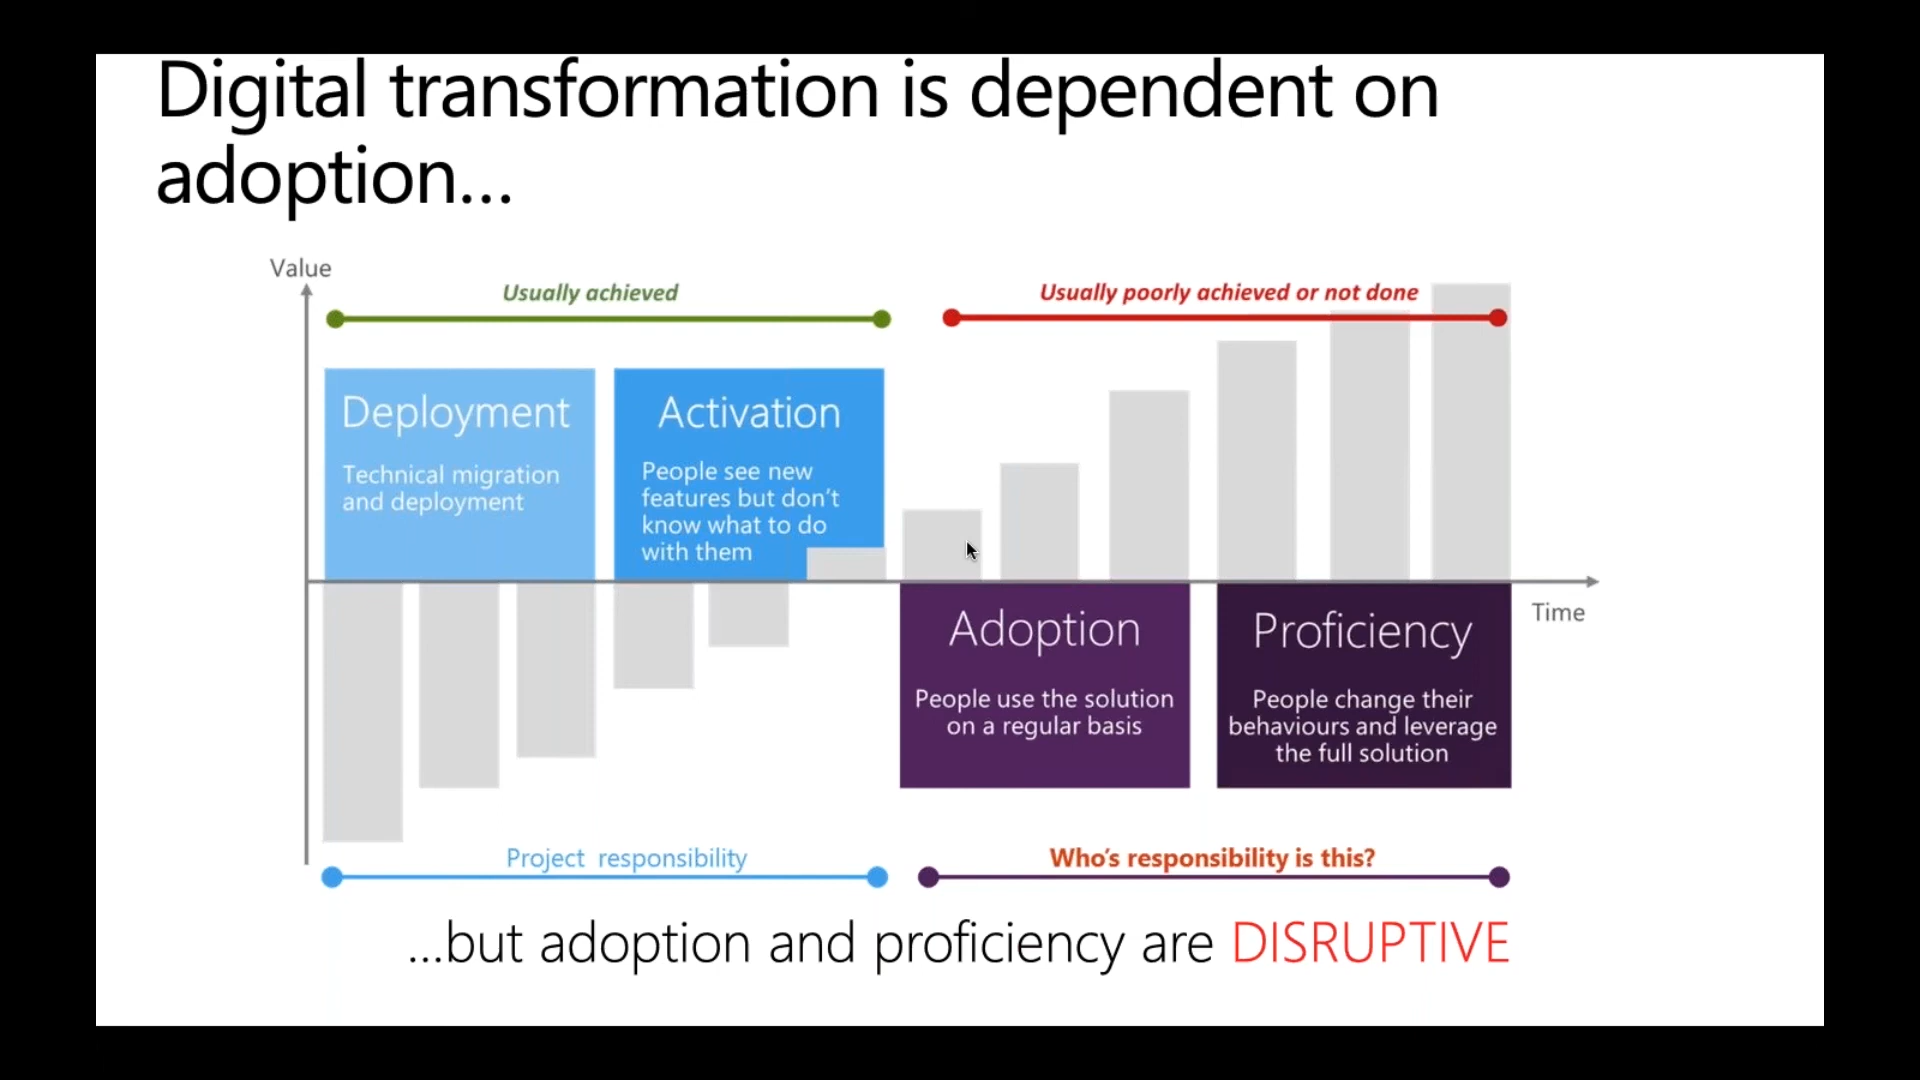 Digital transformation is dependent on
adoption...
Value
Usually achieved
Usually poorly achieved or not done
Deployment
Technical migration
and deployment
Activation
People see new
features but don't
know what to do
with them
Time
Adoption
People use the solution
on a regular basis
Proficiency
People change their
behaviours and leverage
the full solution
Project responsibility
Who's responsibility is this?
...but adoption and proficiency are DISRUPTIVE